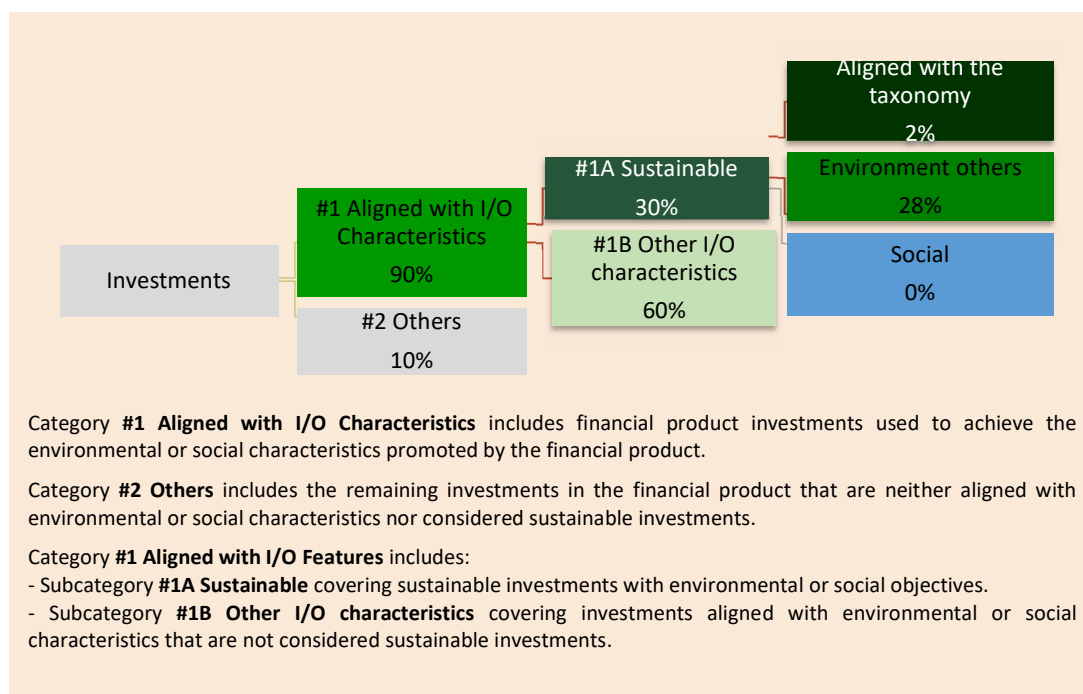 Aligned with the
taxonomy
2%
#1A Sustainable
30%
Environment others
28%
#1 Aligned with I/O
Characteristics
90%
#1B Other I/O
characteristics
60%
Social
0%
Investments
#2 Others
10%
Category #1 Aligned with I/O Characteristics includes financial product investments used to achieve the
environmental or social characteristics promoted by the financial product.
Category #2 Others includes the remaining investments in the financial product that are neither aligned with
environmental or social characteristics nor considered sustainable investments.
Category #1 Aligned with I/O Features includes:
- Subcategory #1A Sustainable covering sustainable investments with environmental or social objectives.
- Subcategory #1B Other I/O characteristics covering investments aligned with environmental or social
characteristics that are not considered sustainable investments.